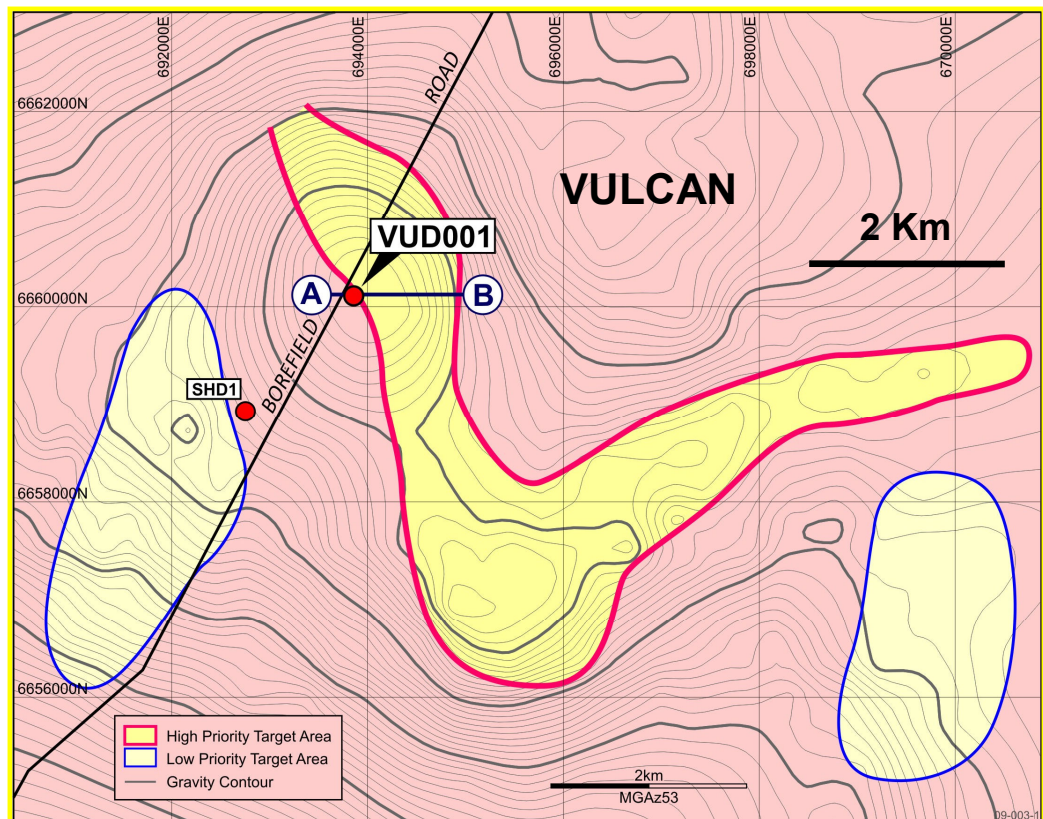 692000E
694000E
696000E
698000E
670000E
6662000N
ROAD
VULCAN
VUD001
2 Km
6660000N
A
B
BOREFIELD
SHD1
6658000N
6656000N
High Priority Target Area
Low Priority Target Area
Gravity Contour
2km
MGAz53
09-003-1